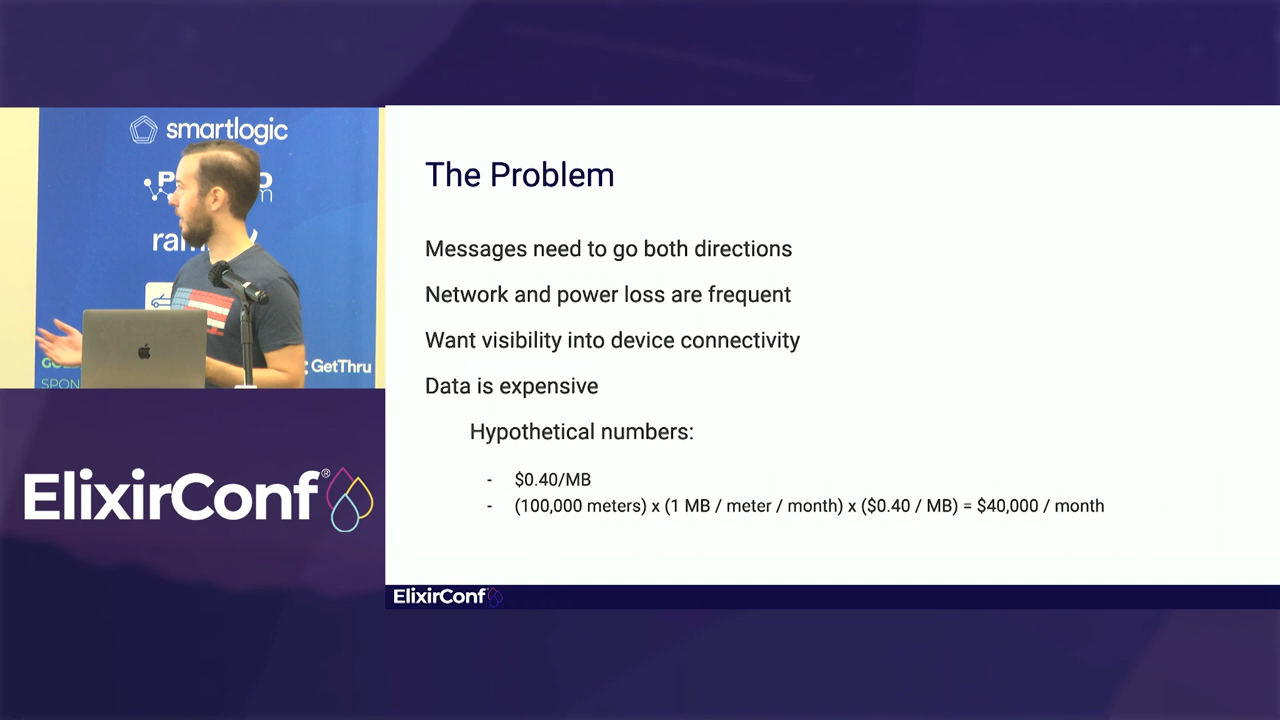 smartlogic
The Problem
Messages need to go both directions
Network and power loss are frequent
Want visibility into device connectivity
Data is expensive
Hypothetical numbers:
- $0.40/MB
- (100,000 meters) x (1 MB / meter / month) x ($0.40 / MB) = $40,000 / month
GetThru
SPON
ElixirConf®
ElixirConf